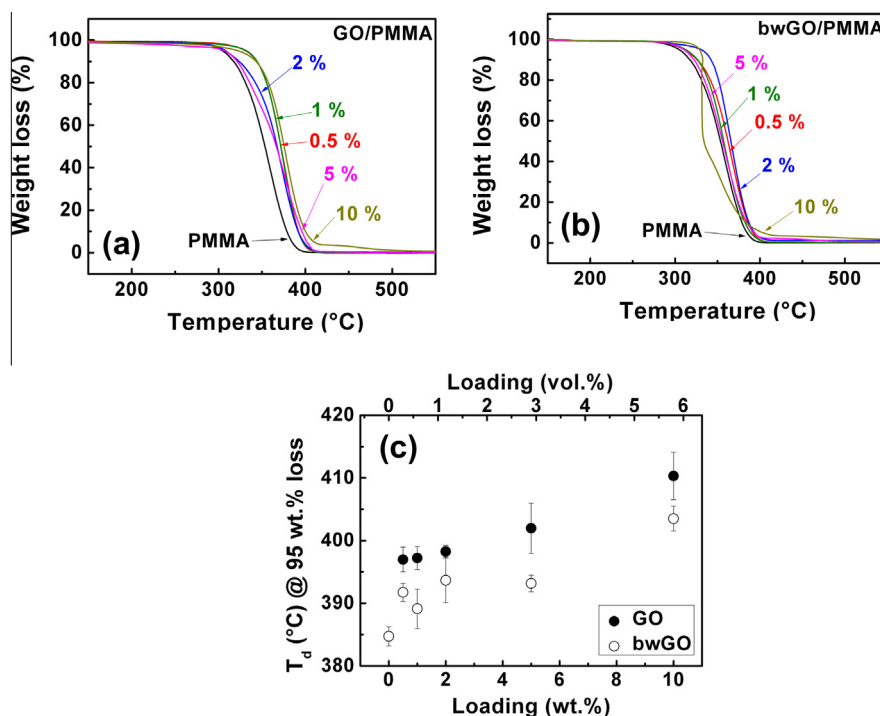 GO/PMMA
Weight loss (%)
100
80
60
40
20
0
2 %
1 %
0.5 %
5 %
10 %
PMMA
(a)
200
300
400
500
Temperature (°C)
bwGO/PMMA
Weight loss (%)
100
80
60
40
20
0
5 %
1 %
0.5 %
2 %
10 %
PMMA
(b)
200
300
400
500
Temperature (°C)
Loading (vol.%)
0 1 2 3 4 5 6
(c)
T_d (°C) @ 95 wt.% loss
420
410
400
390
380
GO
bwGO
0 2 4 6 8 10
Loading (wt.%)